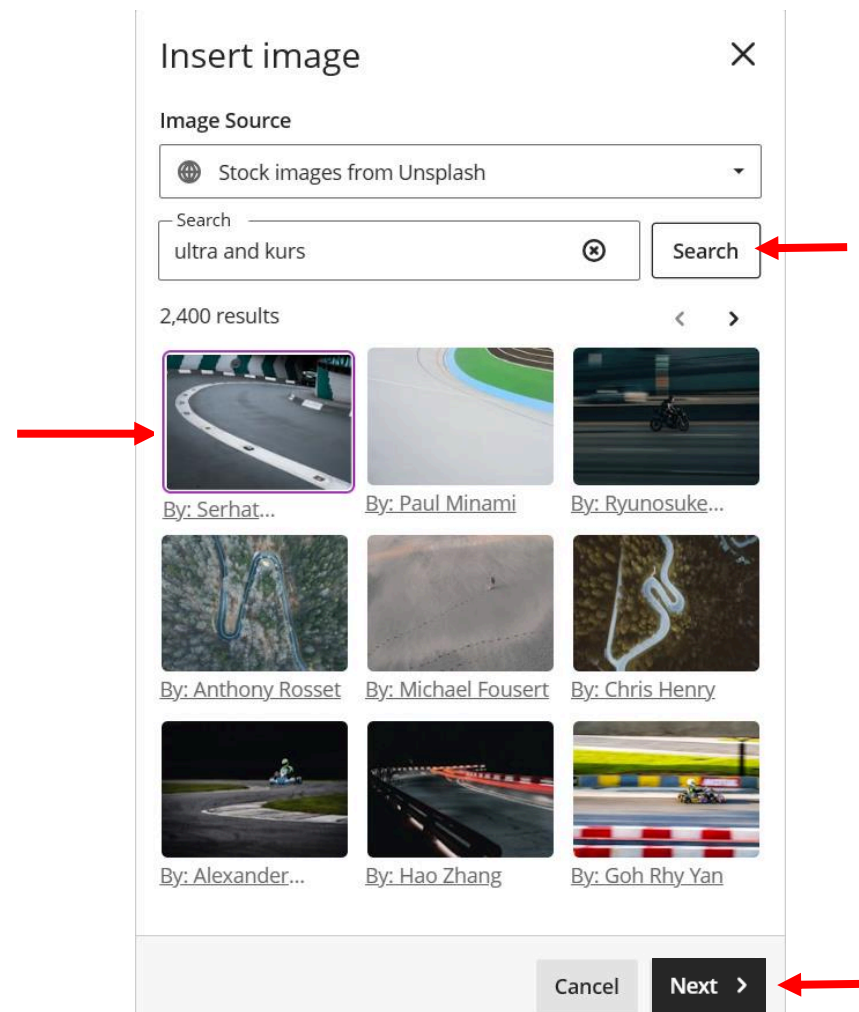 Insert image
Image Source
Stock images from Unsplash
Search
ultra and kurs
Search
2,400 results
By: Serhat...
By: Paul Minami
By: Ryunosuke...
By: Anthony Rosset
By: Michael Fousert
By: Chris Henry
By: Alexander...
By: Hao Zhang
By: Goh Rhy Yan
Cancel
Next